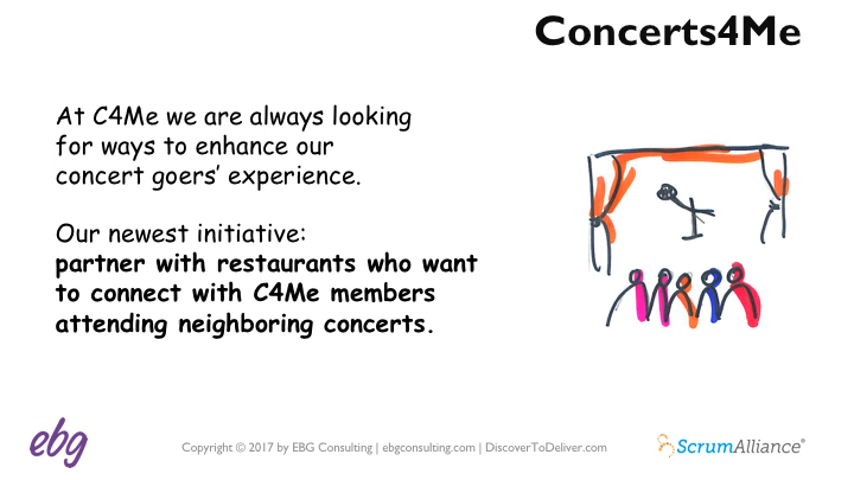 Concerts4Me
At C4Me we are always looking
for ways to enhance our
concert goers’ experience.
Our newest initiative:
partner with restaurants who want
to connect with C4Me members
attending neighboring concerts.
ebg
Copyright © 2017 by EBG Consulting | ebgconsulting.com | DiscoverToDeliver.com
ScrumAlliance®